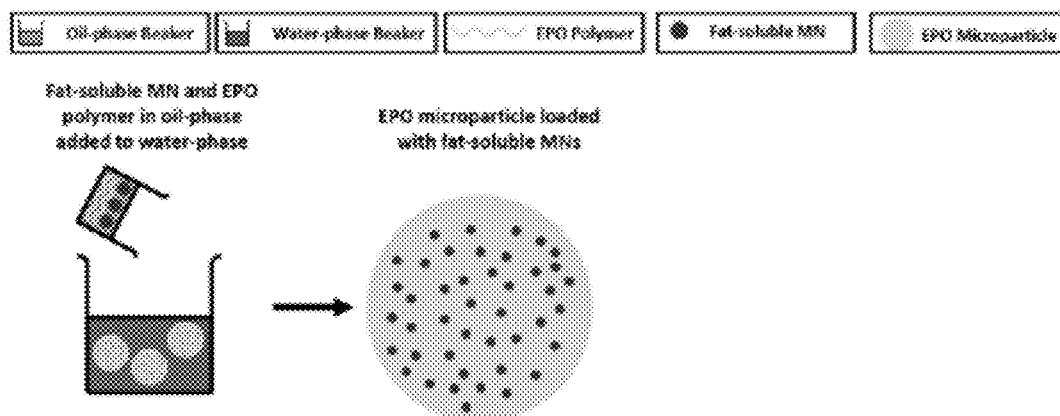 Oil-phase Beaker
Water-phase Beaker
EPO Polymer
Fat-soluble MN
EPO Microparticle
Fat-soluble MN and EPO
polymer in oil-phase
added to water-phase
EPO microparticle loaded
with fat-soluble MNs